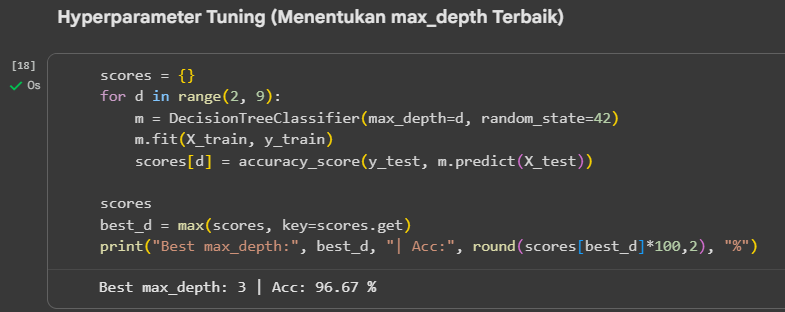 Hyperparameter Tuning (Menentukan max_depth Terbaik)
[18]
0s
scores = {}
for d in range(2, 9):
    m = DecisionTreeClassifier(max_depth=d, random_state=42)
    m.fit(X_train, y_train)
    scores[d] = accuracy_score(y_test, m.predict(X_test))

scores
best_d = max(scores, key=scores.get)
print("Best max_depth:", best_d, "| Acc:", round(scores[best_d]*100,2), "%")
Best max_depth: 3 | Acc: 96.67 %